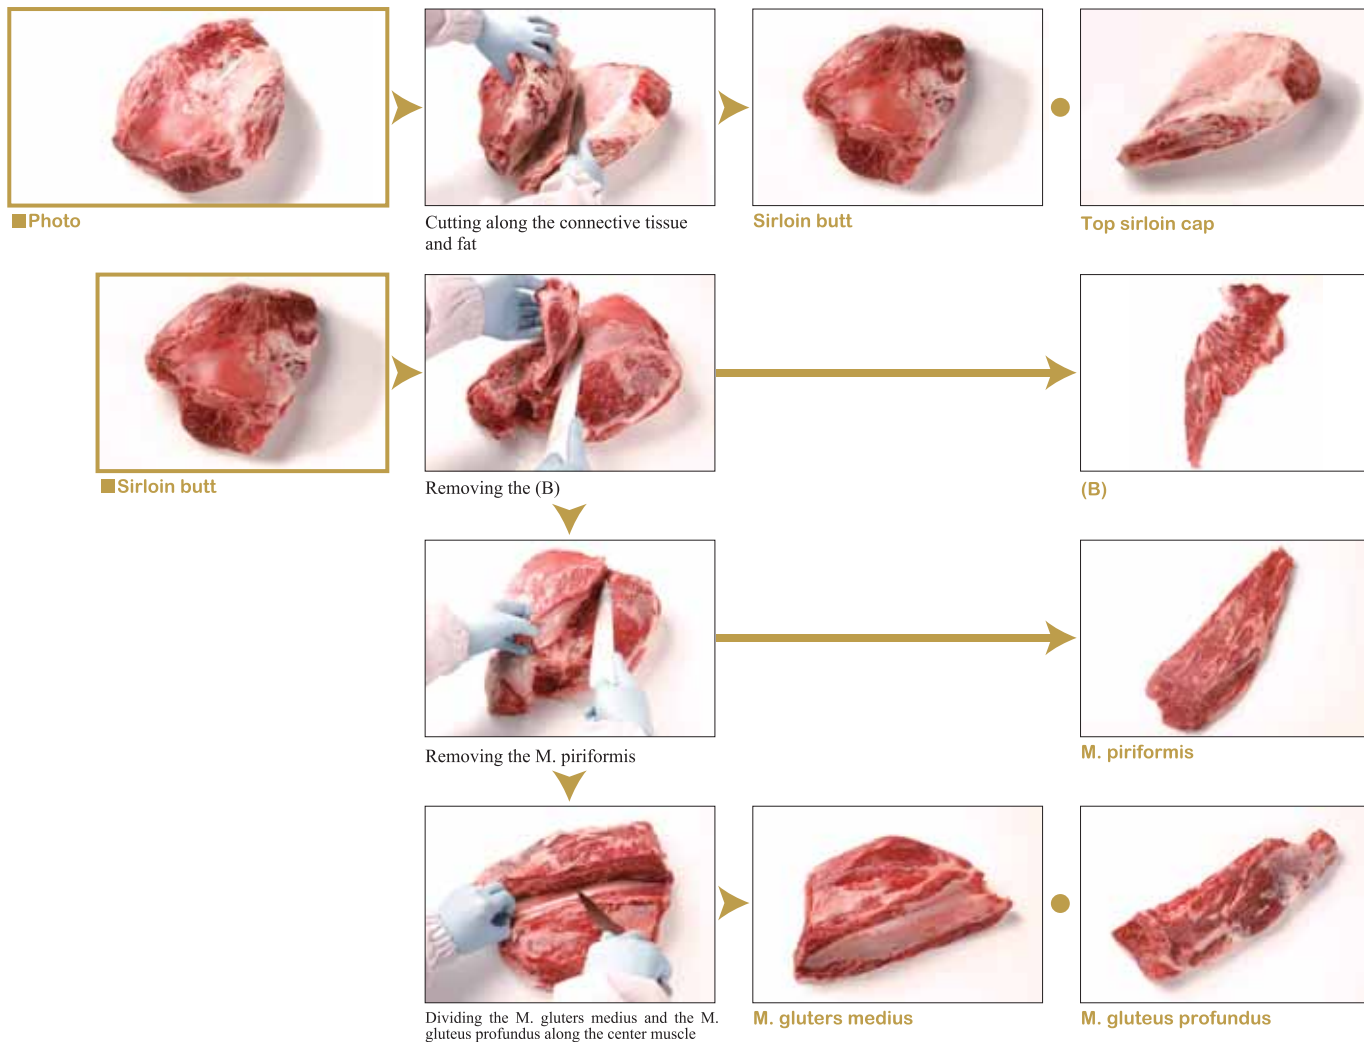 ■Photo
Cutting along the connective tissue
and fat
Sirloin butt
Top sirloin cap
■Sirloin butt
Removing the (B)
(B)
Removing the M. piriformis
M. piriformis
Dividing the M. gluters medius and the M.
gluteus profundus along the center muscle
M. gluters medius
M. gluteus profundus